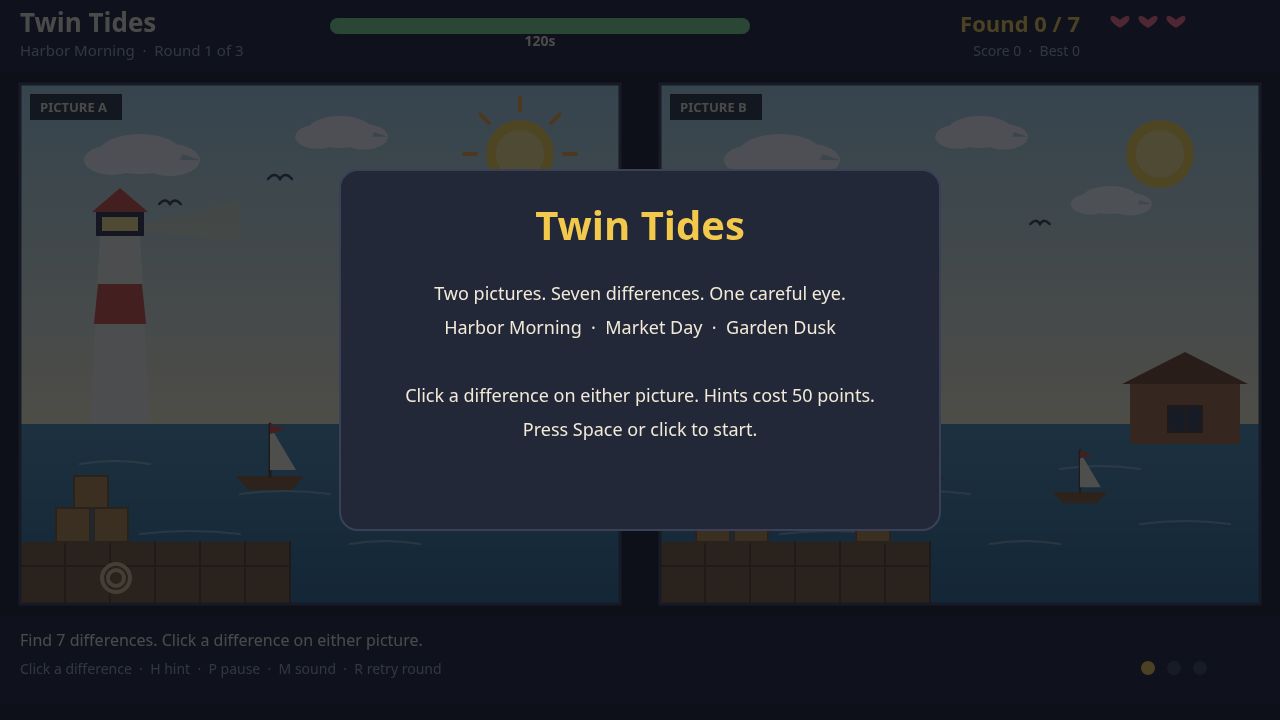 Twin Tides
Harbor Morning · Round 1 of 3
120s
Found 0 / 7
Score 0 · Best 0
PICTURE A
PICTURE B
Twin Tides
Two pictures. Seven differences. One careful eye.
Harbor Morning · Market Day · Garden Dusk
Click a difference on either picture. Hints cost 50 points.
Press Space or click to start.
Find 7 differences. Click a difference on either picture.
Click a difference · H hint · P pause · M sound · R retry round